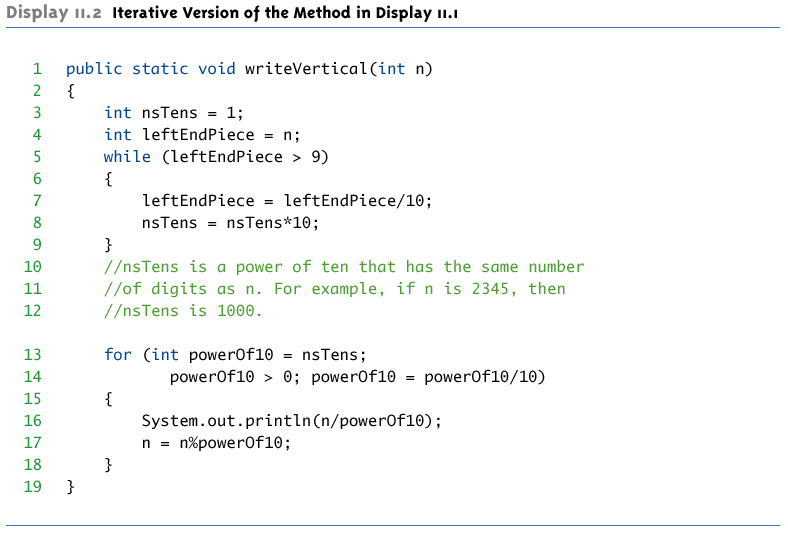 Display 11.2 Iterative Version of the Method in Display 11.1
1 public static void writeVertical(int n)
2 {
3 int nsTens = 1;
4 int leftEndPiece = n;
5 while (leftEndPiece > 9)
6 {
7 leftEndPiece = leftEndPiece/10;
8 nsTens = nsTens*10;
9 }
10 //nsTens is a power of ten that has the same number
11 //of digits as n. For example, if n is 2345, then
12 //nsTens is 1000.
13 for (int powerOf10 = nsTens;
14 powerOf10 > 0; powerOf10 = powerOf10/10)
15 {
16 System.out.println(n/powerOf10);
17 n = n%powerOf10;
18 }
19 }